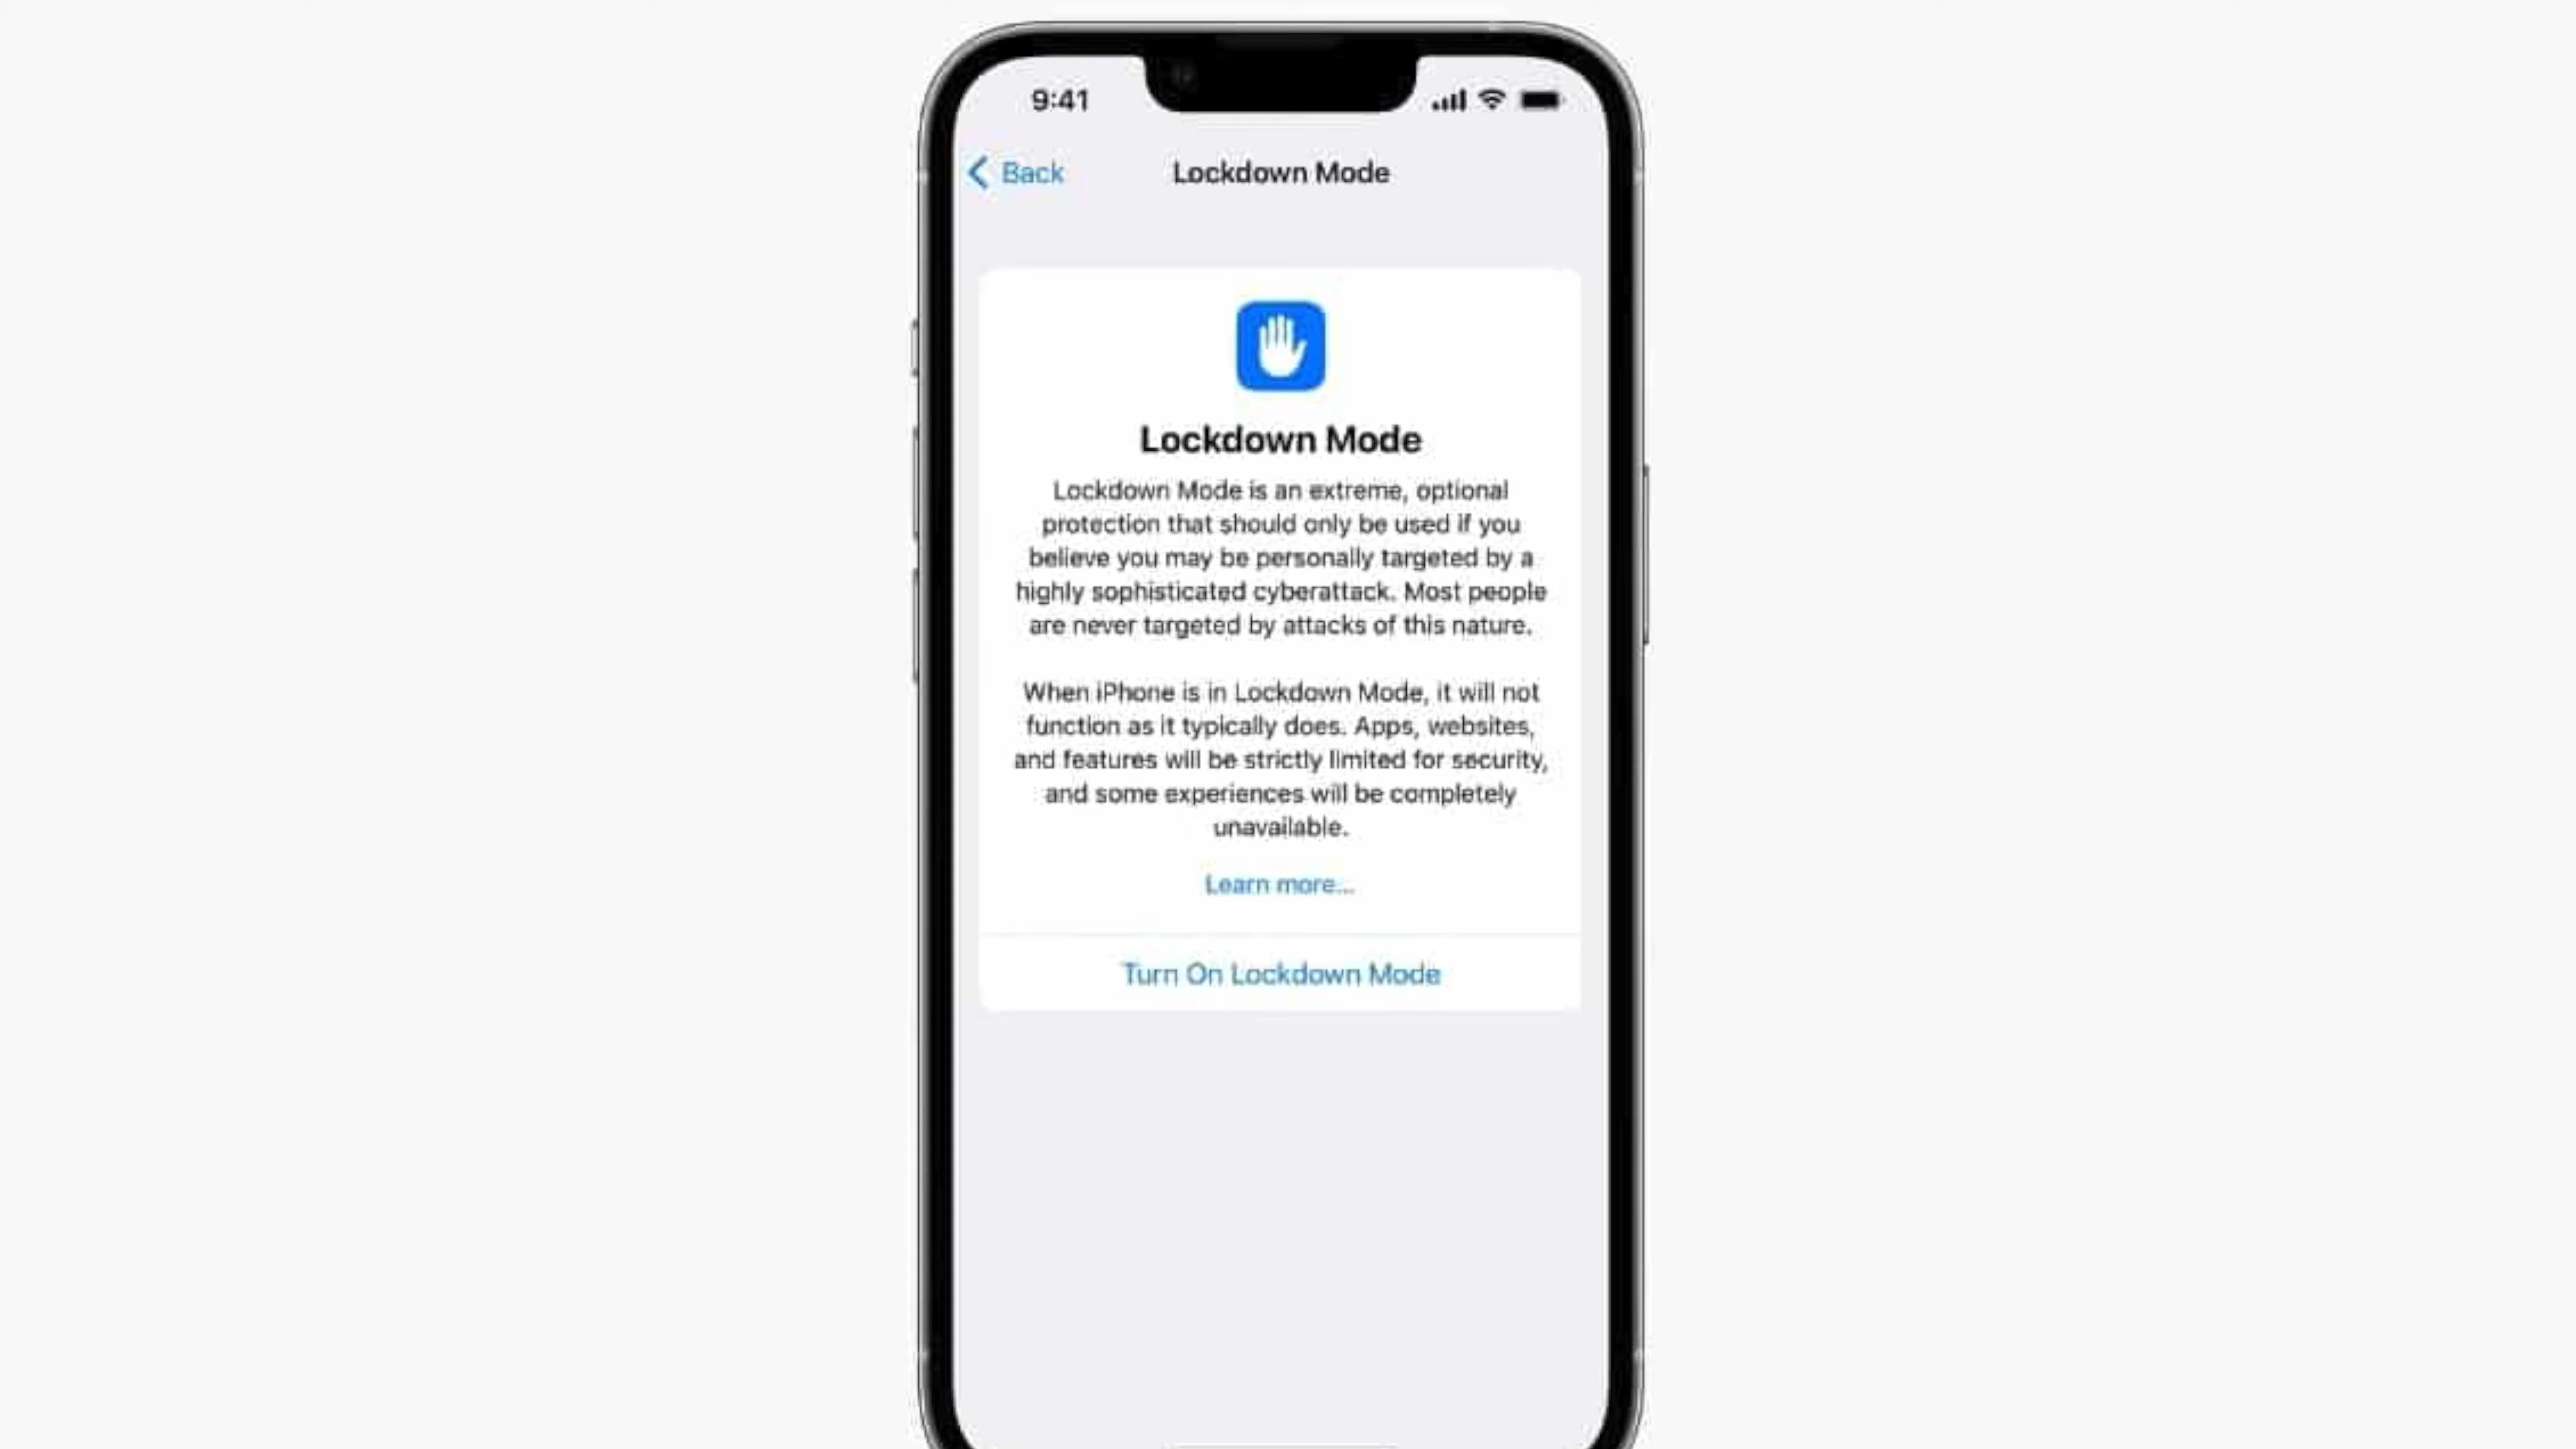 9:41
Back
Lockdown Mode
Lockdown Mode
Lockdown Mode is an extreme, optional
protection that should only be used if you
believe you may be personally targeted by a
highly sophisticated cyberattack. Most people
are never targeted by attacks of this nature.
When iPhone is in Lockdown Mode, it will not
function as it typically does. Apps, websites,
and features will be strictly limited for security,
and some experiences will be completely
unavailable.
Learn more...
Turn On Lockdown Mode